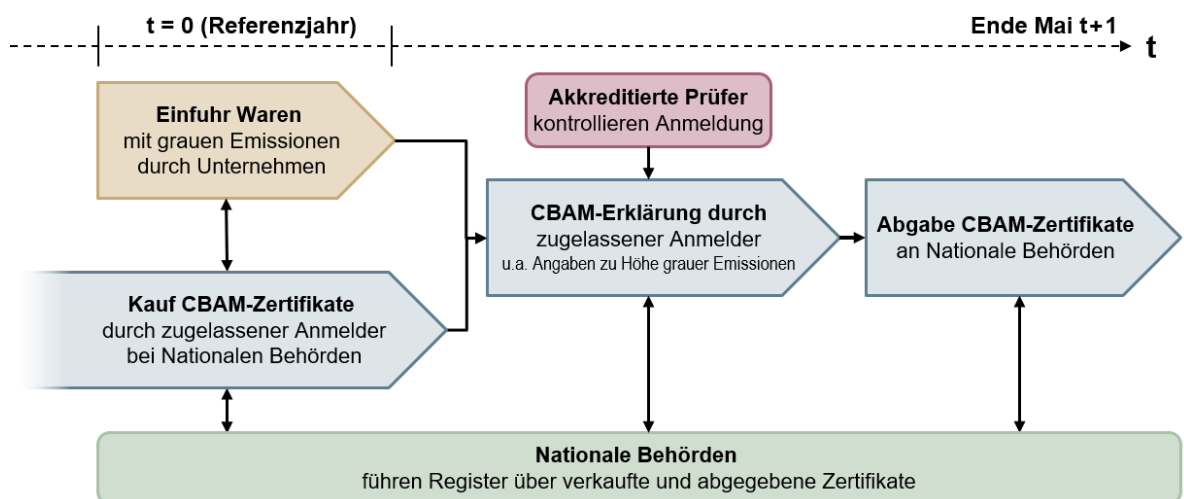 t = 0 (Referenzjahr)
Ende Mai t+1
t
Einfuhr Waren
mit grauen Emissionen
durch Unternehmen
Akkreditierte Prüfer
kontrollieren Anmeldung
CBAM-Erklärung durch
zugelassener Anmelder
u.a. Angaben zu Höhe grauer Emissionen
Abgabe CBAM-Zertifikate
an Nationale Behörden
Kauf CBAM-Zertifikate
durch zugelassener Anmelder
bei Nationalen Behörden
Nationale Behörden
führen Register über verkaufte und abgegebene Zertifikate